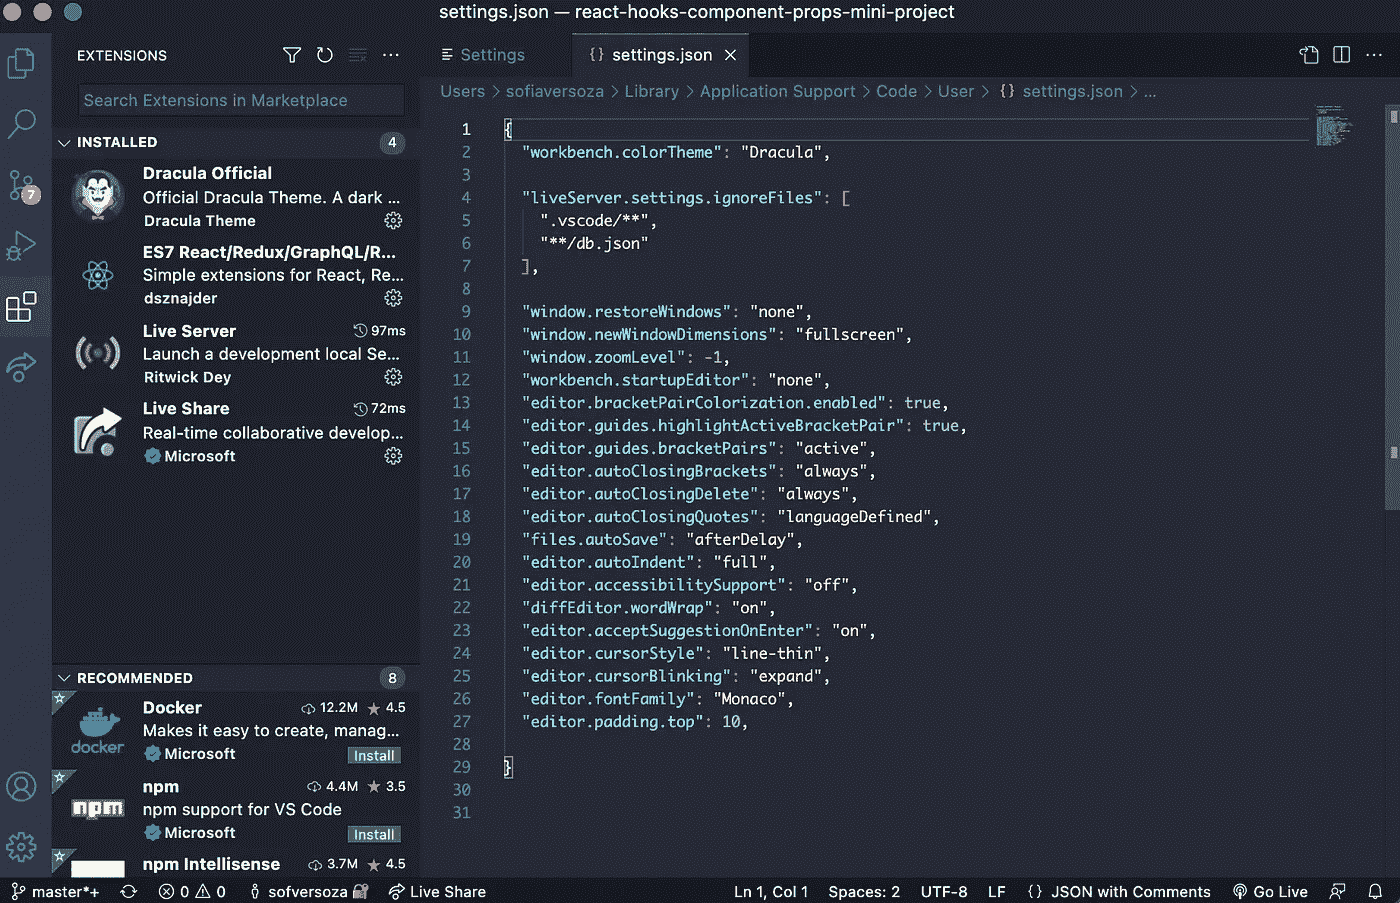 settings.json — react-hooks-component-props-mini-project
EXTENSIONS
Search Extensions in Marketplace
INSTALLED 4
Dracula Official
Official Dracula Theme. A dark ...
Dracula Theme
ES7 React/Redux/GraphQL/R...
Simple extensions for React, Re...
dsznajder
Live Server 97ms
Launch a development local Se...
Ritwick Dey
Live Share 72ms
Real-time collaborative develop...
Microsoft
7
RECOMMENDED 8
Docker 12.2M ★ 4.5
Makes it easy to create, manag...
Microsoft Install
docker
npm 4.4M ★ 3.5
npm support for VS Code
Microsoft Install
npm
npm Intellisense 3.7M ★ 4.5
Settings
{} settings.json ×
Users > sofiaversoza > Library > Application Support > Code > User > {} settings.json > ...
1 {
2 "workbench.colorTheme": "Dracula",
3
4 "liveServer.settings.ignoreFiles": [
5 ".vscode/**",
6 "**/db.json"
7 ],
8
9 "window.restoreWindows": "none",
10 "window.newWindowDimensions": "fullscreen",
11 "window.zoomLevel": -1,
12 "workbench.startupEditor": "none",
13 "editor.bracketPairColorization.enabled": true,
14 "editor.guides.highlightActiveBracketPair": true,
15 "editor.guides.bracketPairs": "active",
16 "editor.autoClosingBrackets": "always",
17 "editor.autoClosingDelete": "always",
18 "editor.autoClosingQuotes": "languageDefined",
19 "files.autoSave": "afterDelay",
20 "editor.autoIndent": "full",
21 "editor.accessibilitySupport": "off",
22 "diffEditor.wordWrap": "on",
23 "editor.acceptSuggestionOnEnter": "on",
24 "editor.cursorStyle": "line-thin",
25 "editor.cursorBlinking": "expand",
26 "editor.fontFamily": "Monaco",
27 "editor.padding.top": 10,
28
29 }
30
31
master*+ 0 0 sofversoza Live Share Ln 1, Col 1 Spaces: 2 UTF-8 LF {} JSON with Comments Go Live